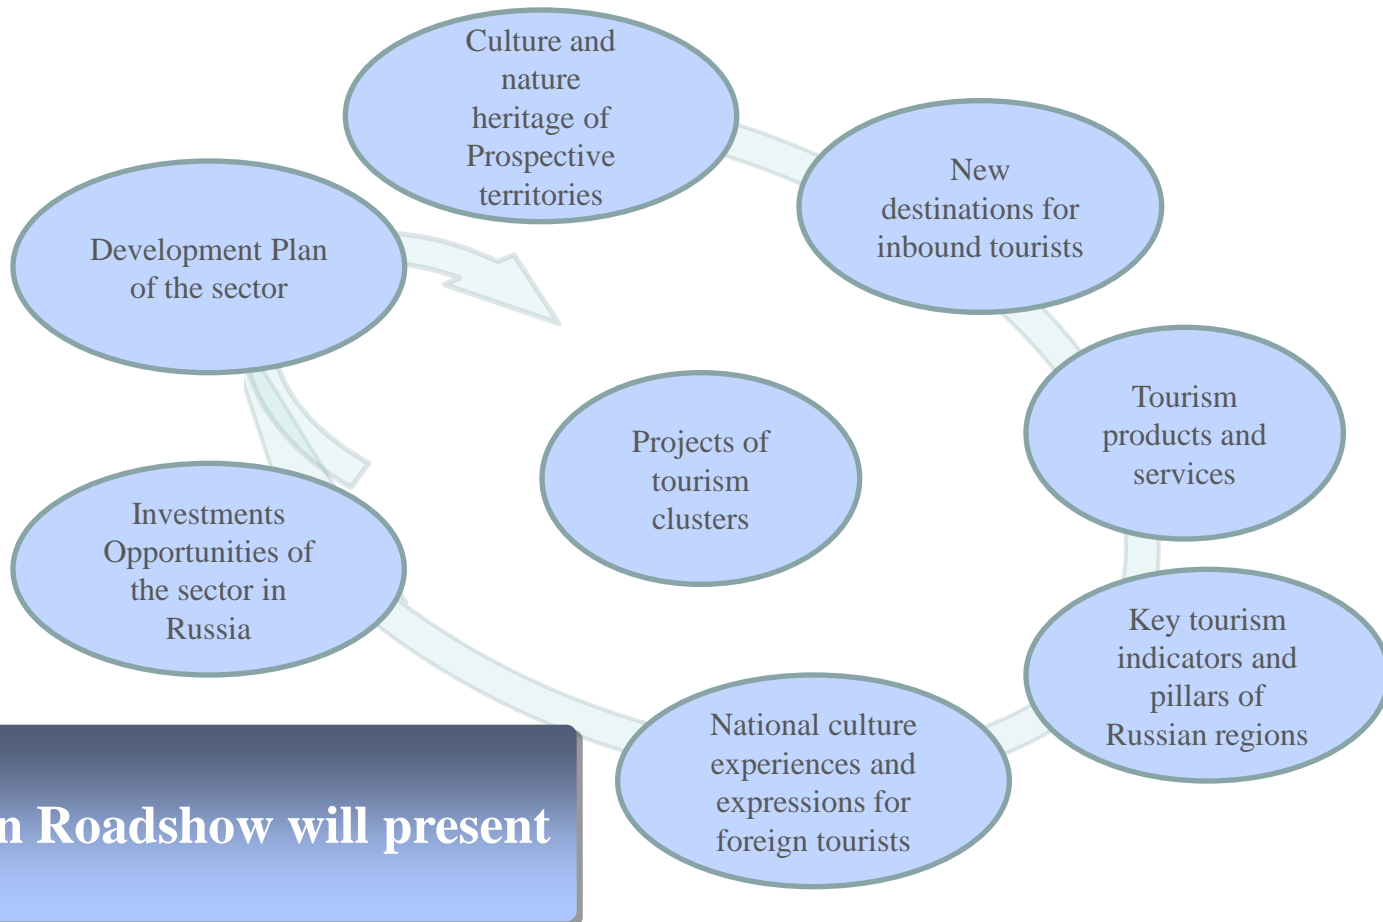 Culture and
nature
heritage of
Prospective
territories
New
destinations for
inbound tourists
Development Plan
of the sector
Tourism
products and
services
Projects of
tourism
clusters
Investments
Opportunities of
the sector in
Russia
Key tourism
indicators and
pillars of
Russian regions
National culture
experiences and
expressions for
foreign tourists
n Roadshow will present